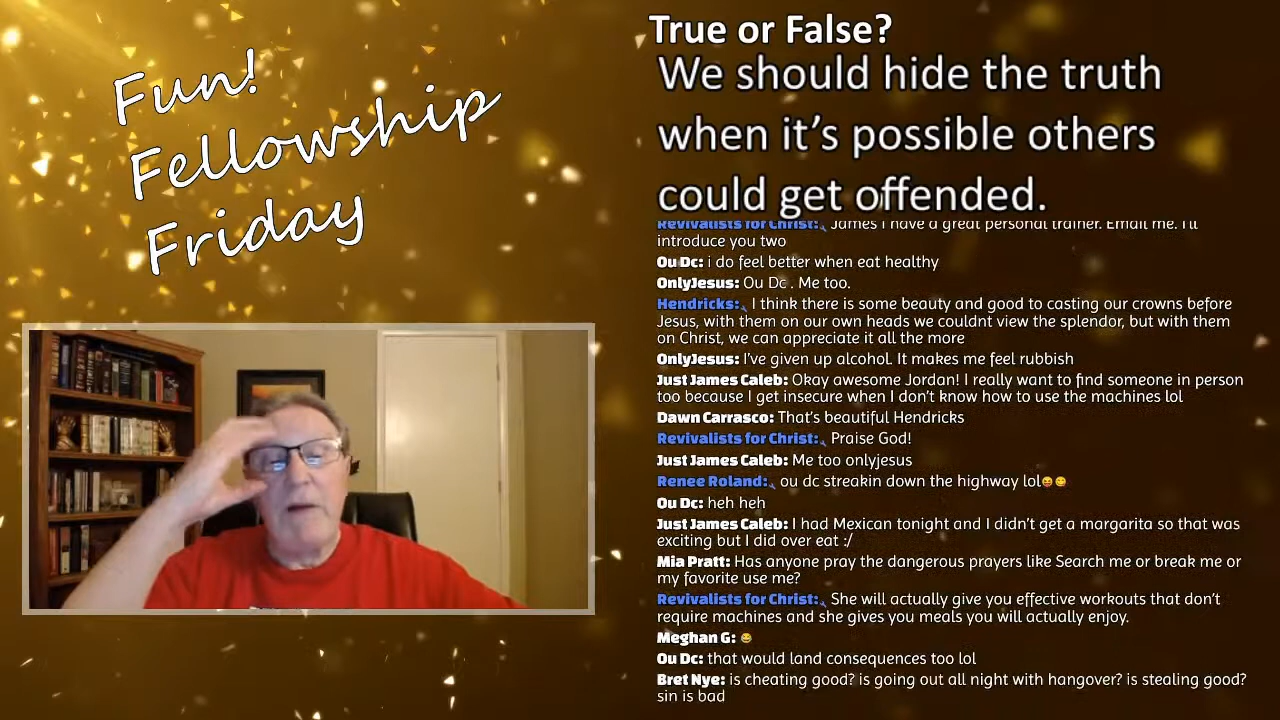 Fun!
Fellowship
Friday
True or False?
We should hide the truth
when it's possible others
could get offended.
Revivalists for Christ: James I have a great personal trainer. Email me. I'll
introduce you two
Ou Dc: i do feel better when eat healthy
OnlyJesus: Ou Dc . Me too.
Hendricks: I think there is some beauty and good to casting our crowns before
Jesus, with them on our own heads we couldnt view the splendor, but with them
on Christ, we can appreciate it all the more
OnlyJesus: I've given up alcohol. It makes me feel rubbish
Just James Caleb: Okay awesome Jordan! I really want to find someone in person
too because I get insecure when I don't know how to use the machines lol
Dawn Carrasco: That's beautiful Hendricks
Revivalists for Christ: Praise God!
Just James Caleb: Me too onlyjesus
Renee Roland: ou dc streakin down the highway lol😝😋
Ou Dc: heh heh
Just James Caleb: I had Mexican tonight and I didn't get a margarita so that was
exciting but I did over eat :/
Mia Pratt: Has anyone pray the dangerous prayers like Search me or break me or
my favorite use me?
Revivalists for Christ: She will actually give you effective workouts that don't
require machines and she gives you meals you will actually enjoy.
Meghan G: 😂
Ou Dc: that would land consequences too lol
Bret Nye: is cheating good? is going out all night with hangover? is stealing good?
sin is bad